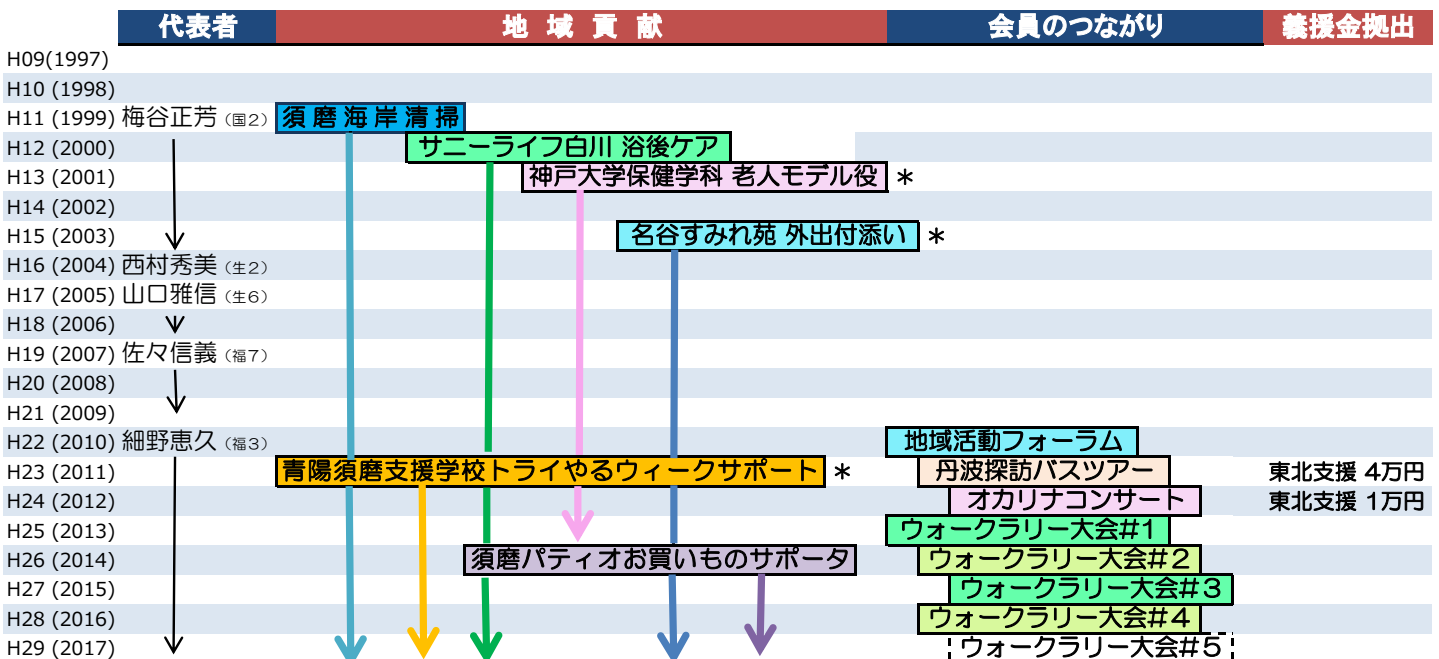 代表者 地域貢献 会員のつながり 義援金拠出
H09(1997)
H10 (1998)
H11 (1999) 梅谷正芳（国2） 須磨海岸清掃
H12 (2000) サニーライフ白川 浴後ケア
H13 (2001) 神戸大学保健学科 老人モデル役 ＊
H14 (2002)
H15 (2003) 名谷すみれ苑 外出付添い ＊
H16 (2004) 西村秀美（生2）
H17 (2005) 山口雅信（生6）
H18 (2006)
H19 (2007) 佐々信義（福7）
H20 (2008)
H21 (2009)
H22 (2010) 細野恵久（福3） 地域活動フォーラム
H23 (2011) 青陽須磨支援学校トライやるウィークサポート ＊ 丹波探訪バスツアー 東北支援 4万円
H24 (2012) オカリナコンサート 東北支援 1万円
H25 (2013) ウォークラリー大会#1
H26 (2014) 須磨パティオお買いものサポータ ウォークラリー大会#2
H27 (2015) ウォークラリー大会#3
H28 (2016) ウォークラリー大会#4
H29 (2017) ウォークラリー大会#5